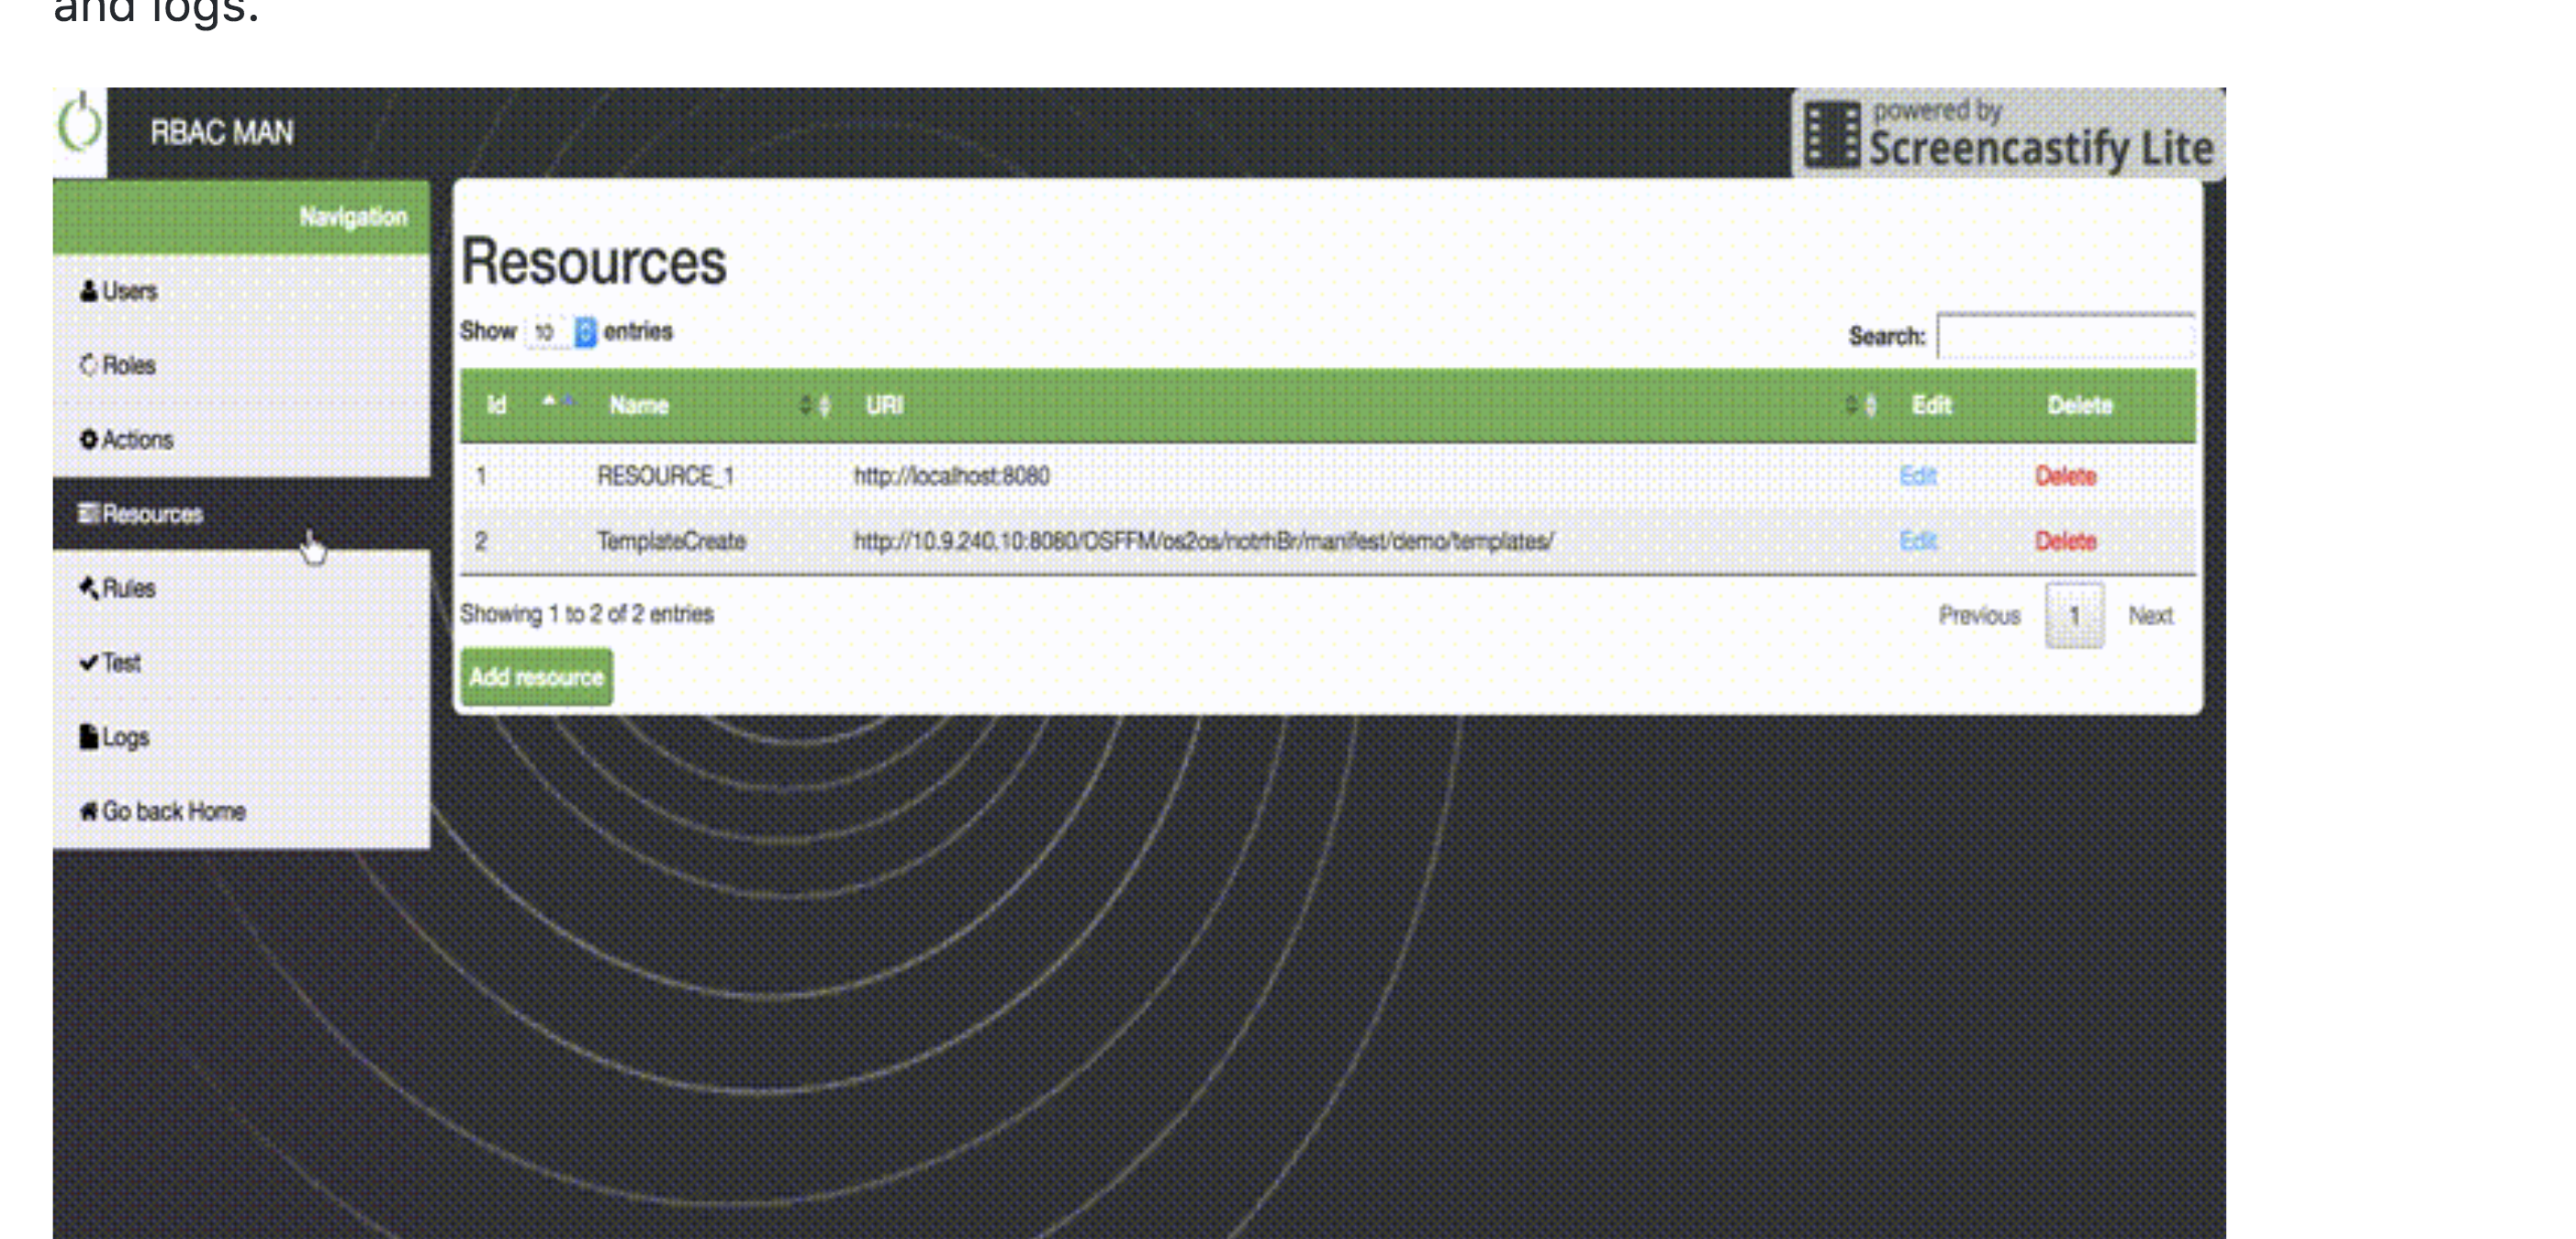 and logs.
RBAC MAN
powered by
Screencastify Lite
Navigation
Users
Roles
Actions
Resources
Rules
Test
Logs
Go back Home
Resources
Show 10 entries
Search:
Id Name URI Edit Delete
1 RESOURCE_1 http://localhost:8080 Edit Delete
2 TemplateCreate http://10.9.240.10:8080/OSFFM/os2os/notrhBr/manifest/demo/templates/ Edit Delete
Showing 1 to 2 of 2 entries
Previous 1 Next
Add resource